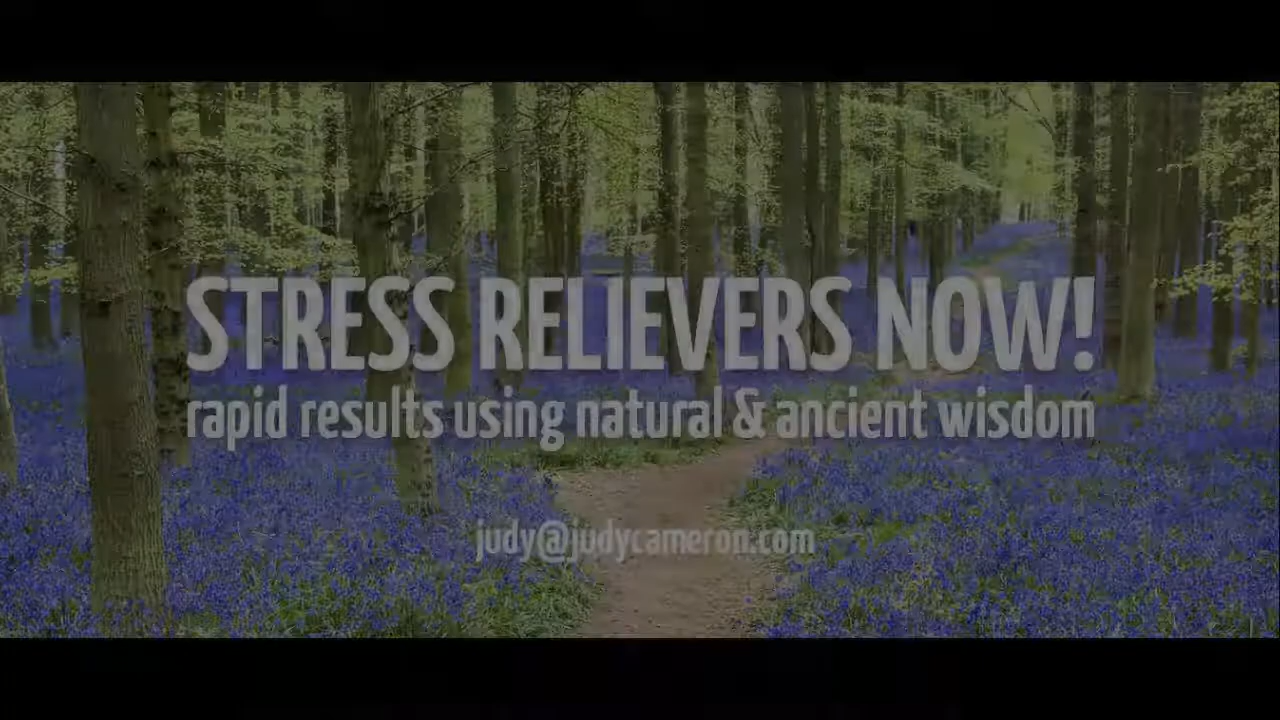 STRESS RELIEVERS NOW!
rapid results using natural & ancient wisdom
judy@judycameron.com